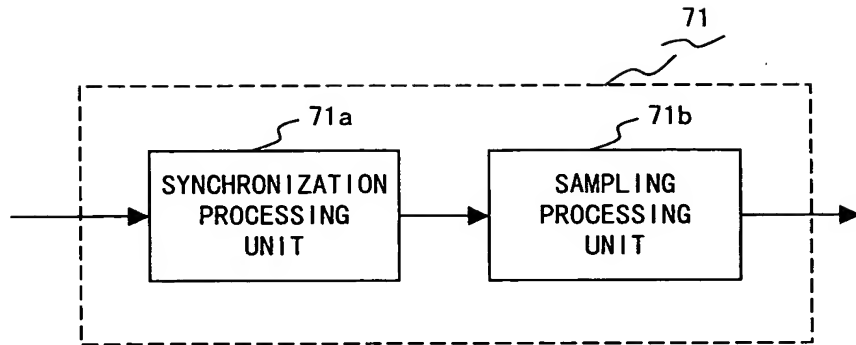 71
71a
71b
SYNCHRONIZATION
PROCESSING
UNIT
SAMPLING
PROCESSING
UNIT